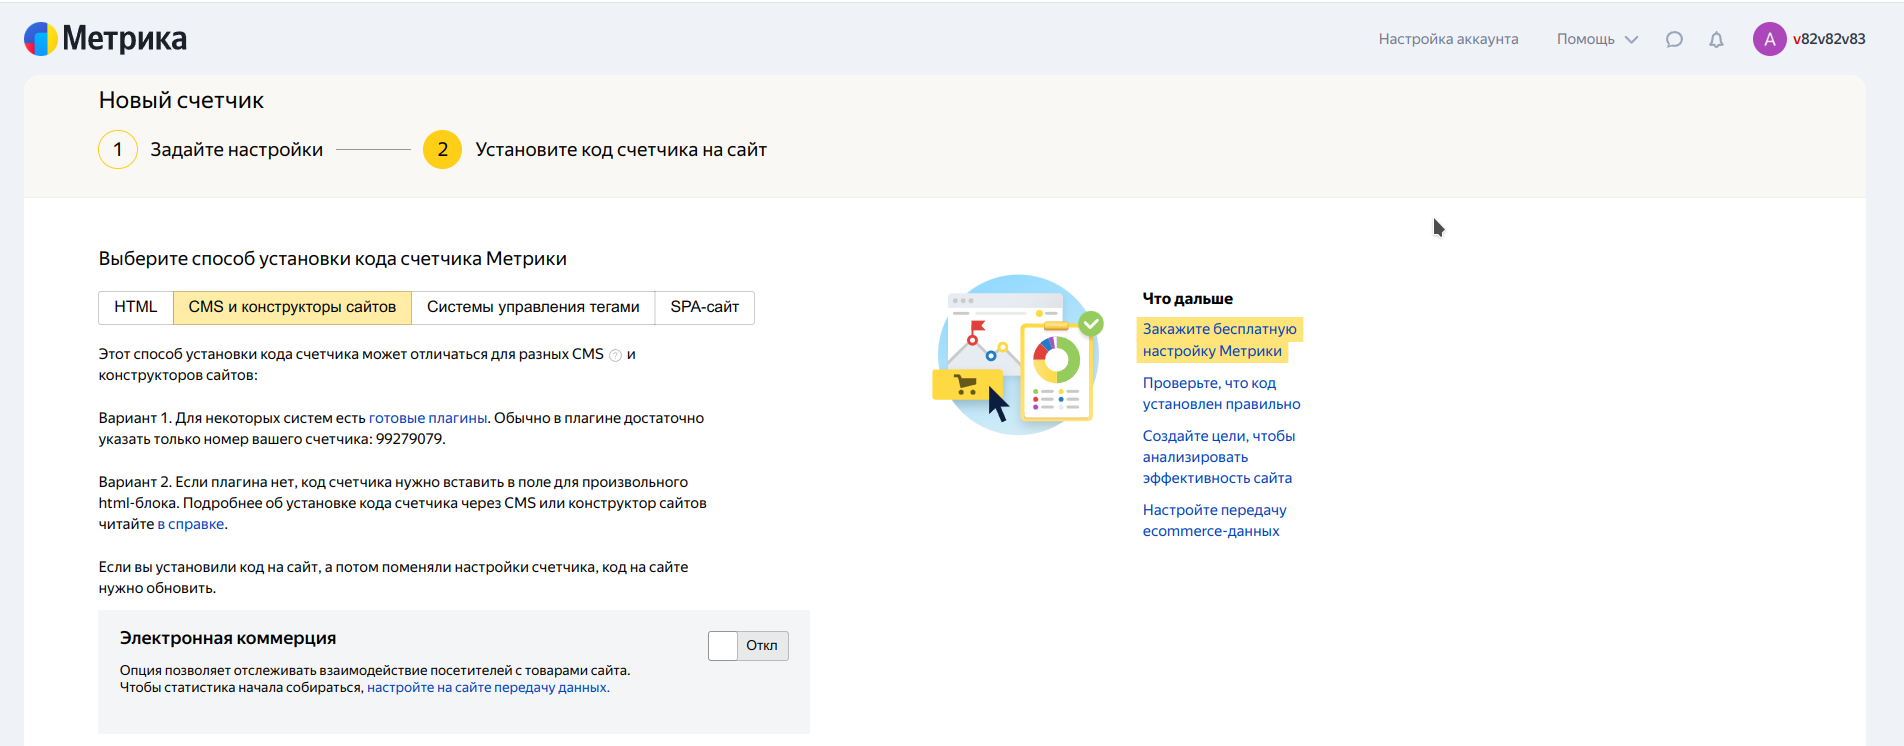 Метрика
Настройка аккаунта
Помощь
A
v82v82v83
Новый счетчик
1
Задайте настройки
2
Установите код счетчика на сайт
Выберите способ установки кода счетчика Метрики
HTML
CMS и конструкторы сайтов
Системы управления тегами
SPA-сайт
Этот способ установки кода счетчика может отличаться для разных CMS ? и
конструкторов сайтов:
Вариант 1. Для некоторых систем есть готовые плагины. Обычно в плагине достаточно
указать только номер вашего счетчика: 99279079.
Вариант 2. Если плагина нет, код счетчика нужно вставить в поле для произвольного
html-блока. Подробнее об установке кода счетчика через CMS или конструктор сайтов
читайте в справке.
Если вы установили код на сайт, а потом поменяли настройки счетчика, код на сайте
нужно обновить.
Электронная коммерция
Откл
Опция позволяет отслеживать взаимодействие посетителей с товарами сайта.
Чтобы статистика начала собираться, настройте на сайте передачу данных.
Что дальше
Закажите бесплатную
настройку Метрики
Проверьте, что код
установлен правильно
Создайте цели, чтобы
анализировать
эффективность сайта
Настройте передачу
ecommerce-данных